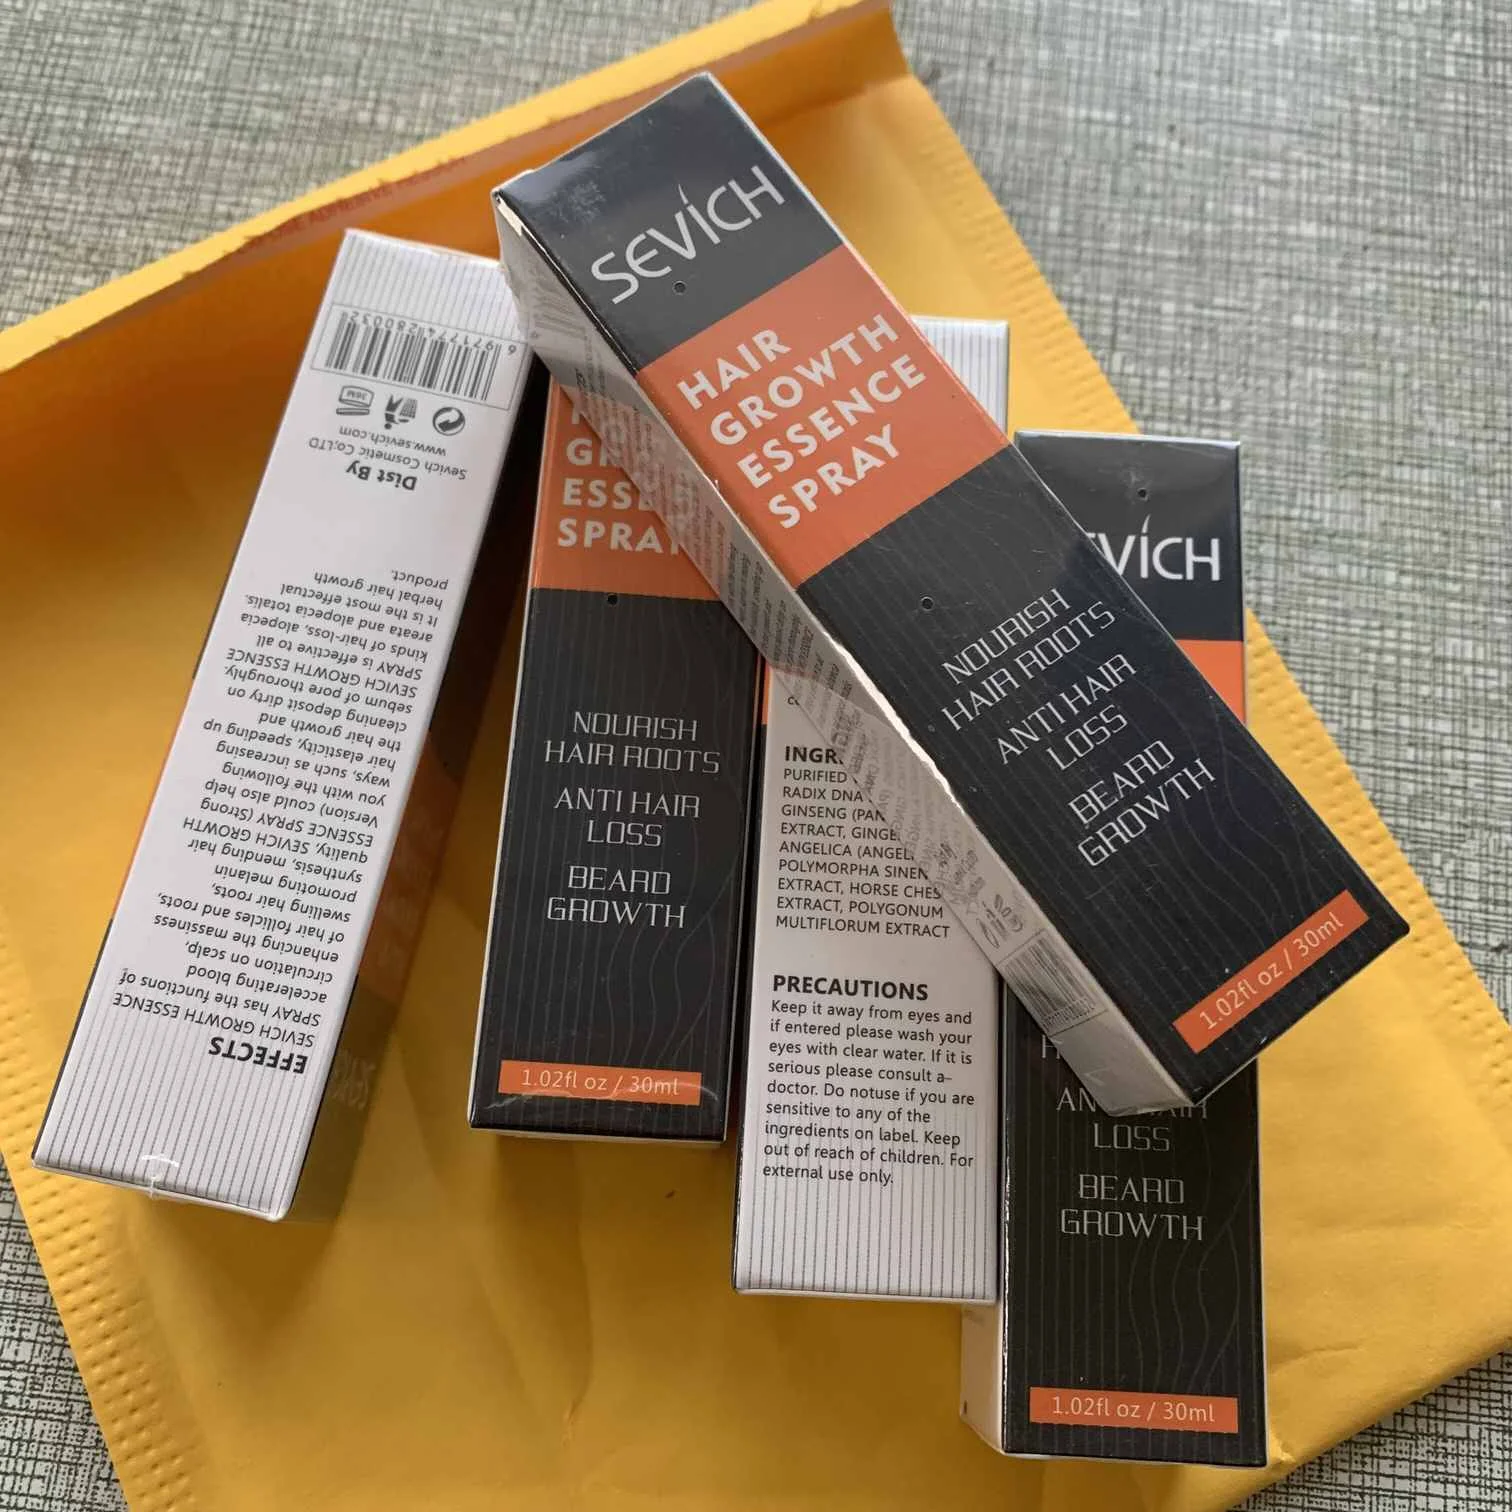 SEVICH
HAIR
GROWTH
ESSENCE
SPRAY
NOURISH
HAIR ROOTS
ANTI HAIR
LOSS
BEARD
GROWTH
1.02fl oz / 30ml
EFFECTS
SEVICH GROWTH ESSENCE
SPRAY has the functions of
accelerating blood
circulation on scalp,
enhancing the massiness
of hair follicles and roots,
swelling hair roots,
promoting melanin
synthesis, mending hair
quality, SEVICH GROWTH
ESSENCE SPRAY (Strong
Version) could also help
you with the following
ways, such as increasing
hair elasticity, speeding up
the hair growth and
cleaning deposit dirty on
sebum of pore thoroughly.
SEVICH GROWTH ESSENCE
SPRAY is effective to all
kinds of hair-loss, alopecia
areata and alopecia totalis.
It is the most effectual
herbal hair growth
product.
Dist By
Sevich Cosmetic Co,LTD
www.sevich.com
36M
6 971774 280032
ESSE
SPRAY
NOURISH
HAIR ROOTS
ANTI HAIR
LOSS
BEARD
GROWTH
1.02fl oz / 30ml
INGR
PURIFIED
RADIX DNA
GINSENG (PAN
EXTRACT, GINGE
ANGELICA (ANGEL
POLYMORPHA SINEN
EXTRACT, HORSE CHES
EXTRACT, POLYGONUM
MULTIFLORUM EXTRACT
PRECAUTIONS
Keep it away from eyes and
if entered please wash your
eyes with clear water. If it is
serious please consult a-
doctor. Do notuse if you are
sensitive to any of the
ingredients on label. Keep
out of reach of children. For
external use only.
VICH
HAIR
LOSS
BEARD
GROWTH
1.02fl oz / 30ml